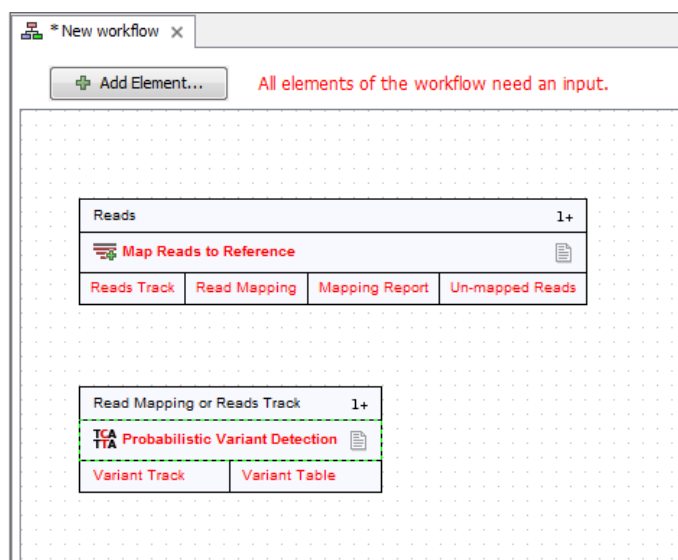 * New workflow
Add Element... All elements of the workflow need an input.
Reads 1+
Map Reads to Reference
Reads Track Read Mapping Mapping Report Un-mapped Reads
Read Mapping or Reads Track 1+
TCA TTA Probabilistic Variant Detection
Variant Track Variant Table